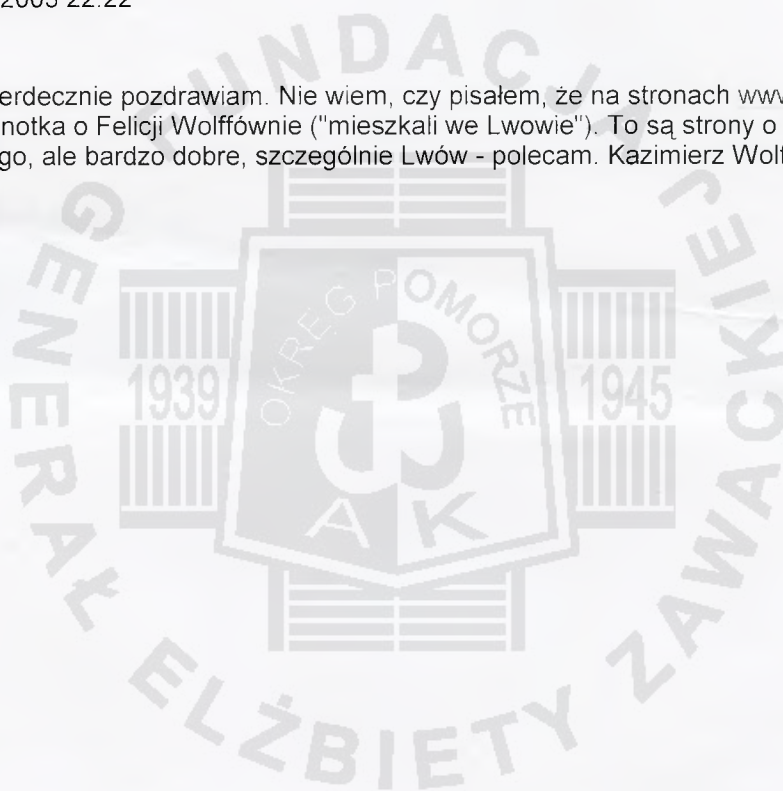 2003 22:22
erdecznie pozdrawiam. Nie wiem, czy pisałem, że na stronach www
notka o Felicji Wolffównie ("mieszkali we Lwowie"). To są strony o
go, ale bardzo dobre, szczególnie Lwów - polecam. Kazimierz Wolf
FUNDACJA
GENERAŁ ELŻBIETY ZAWACKIEJ
OKRĘG POMORZE
1939
1945
AK